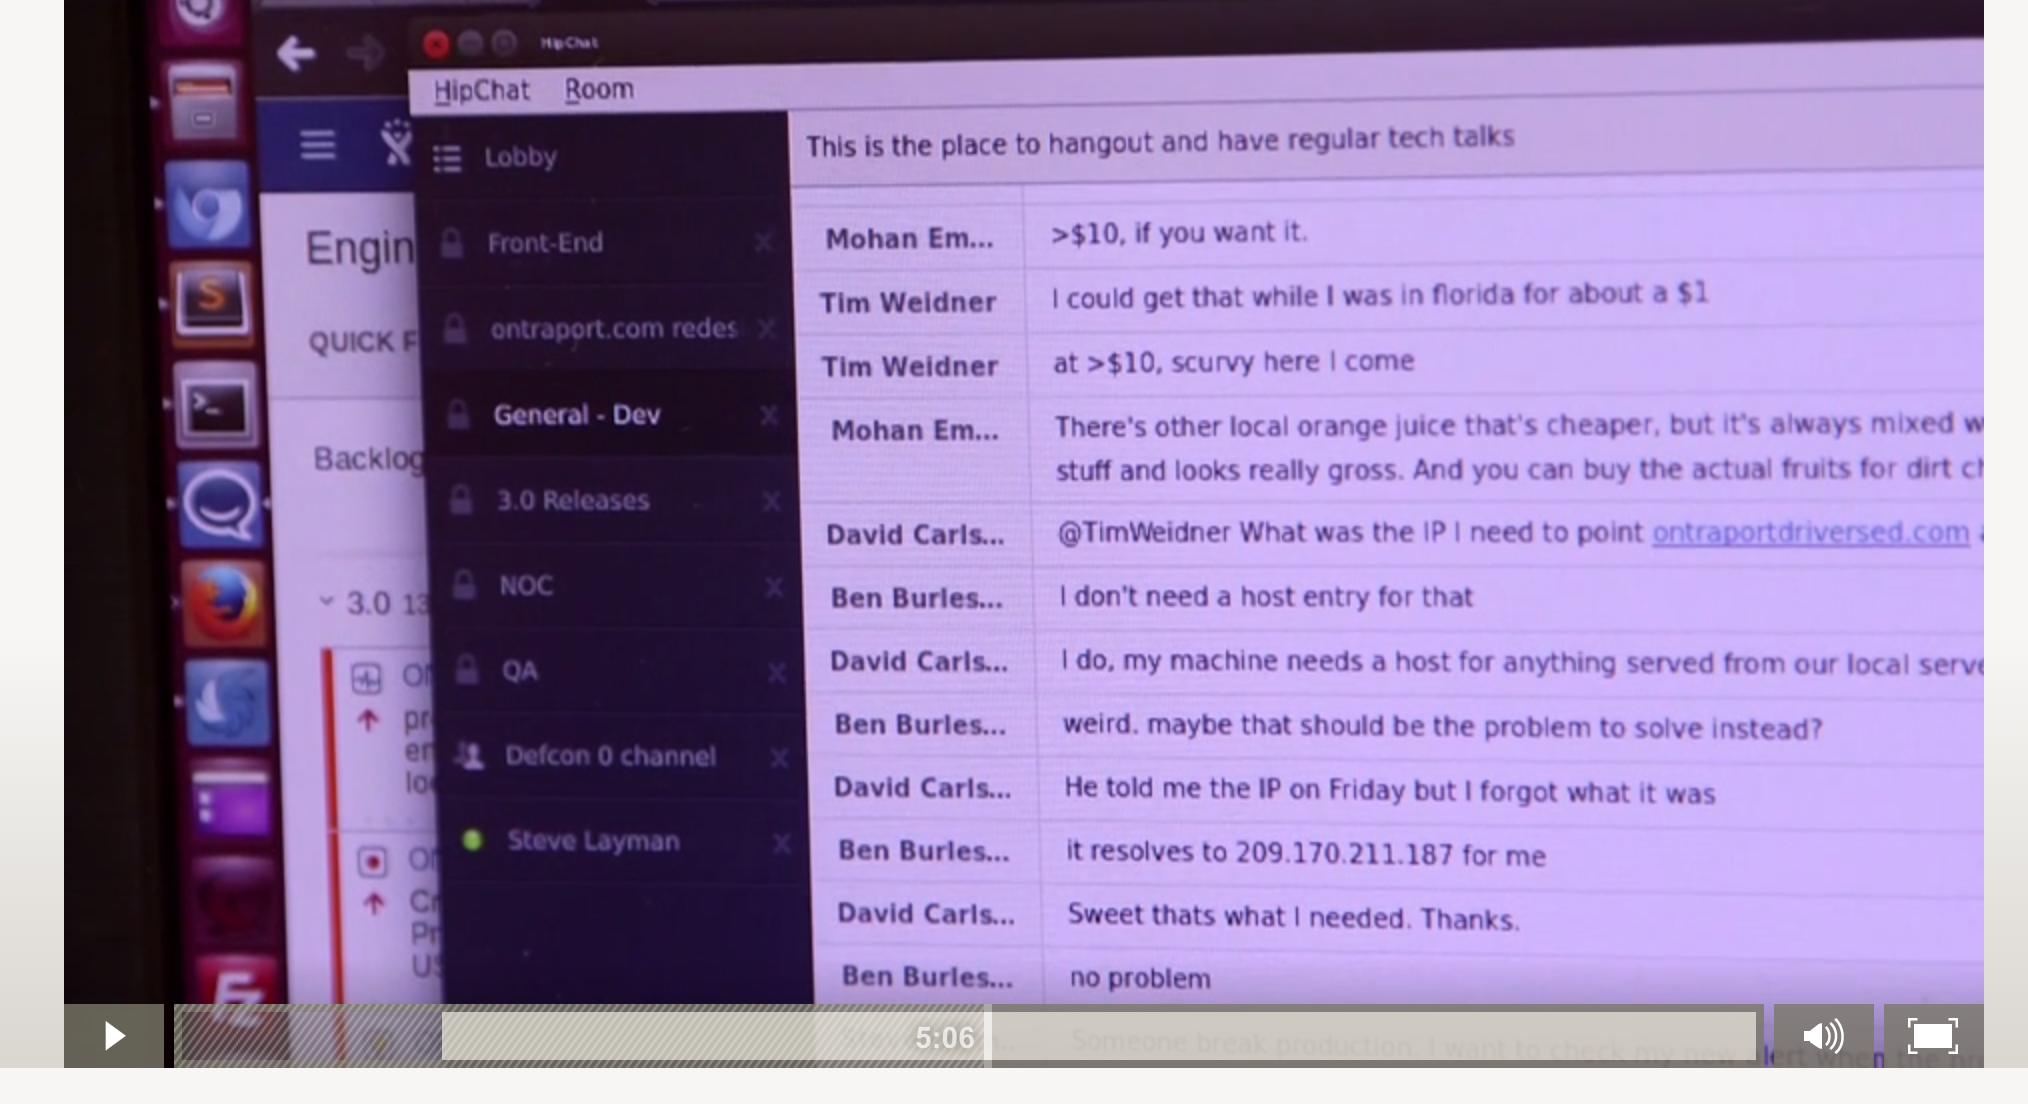 HipChat
HipChat Room
Lobby
Front-End
ontraport.com redes
General - Dev
3.0 Releases
NOC
QA
Defcon 0 channel
Steve Layman
Engin
QUICK F
Backlog
3.0 13
This is the place to hangout and have regular tech talks
Mohan Em... >$10, if you want it.
Tim Weidner I could get that while I was in florida for about a $1
Tim Weidner at >$10, scurvy here I come
Mohan Em... There's other local orange juice that's cheaper, but it's always mixed w
stuff and looks really gross. And you can buy the actual fruits for dirt ch
David Carls... @TimWeidner What was the IP I need to point ontraportdriversed.com
Ben Burles... I don't need a host entry for that
David Carls... I do, my machine needs a host for anything served from our local serve
Ben Burles... weird. maybe that should be the problem to solve instead?
David Carls... He told me the IP on Friday but I forgot what it was
Ben Burles... it resolves to 209.170.211.187 for me
David Carls... Sweet thats what I needed. Thanks.
Ben Burles... no problem
Someone break production. I want to check my new alert when the pr
5:06